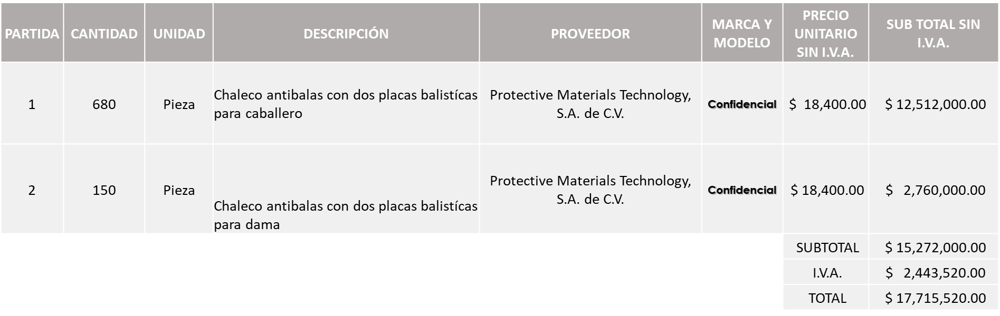 PARTIDA
CANTIDAD
UNIDAD
DESCRIPCIÓN
PROVEEDOR
MARCA Y
MODELO
PRECIO
UNITARIO
SIN I.V.A.
SUB TOTAL SIN
I.V.A.
1
680
Pieza
Chaleco antibalas con dos placas balistícas
para caballero
Protective Materials Technology,
S.A. de C.V.
Confidencial
$ 18,400.00
$ 12,512,000.00
2
150
Pieza
Chaleco antibalas con dos placas balistícas
para dama
Protective Materials Technology,
S.A. de C.V.
Confidencial
$ 18,400.00
$ 2,760,000.00
SUBTOTAL
$ 15,272,000.00
I.V.A.
$ 2,443,520.00
TOTAL
$ 17,715,520.00